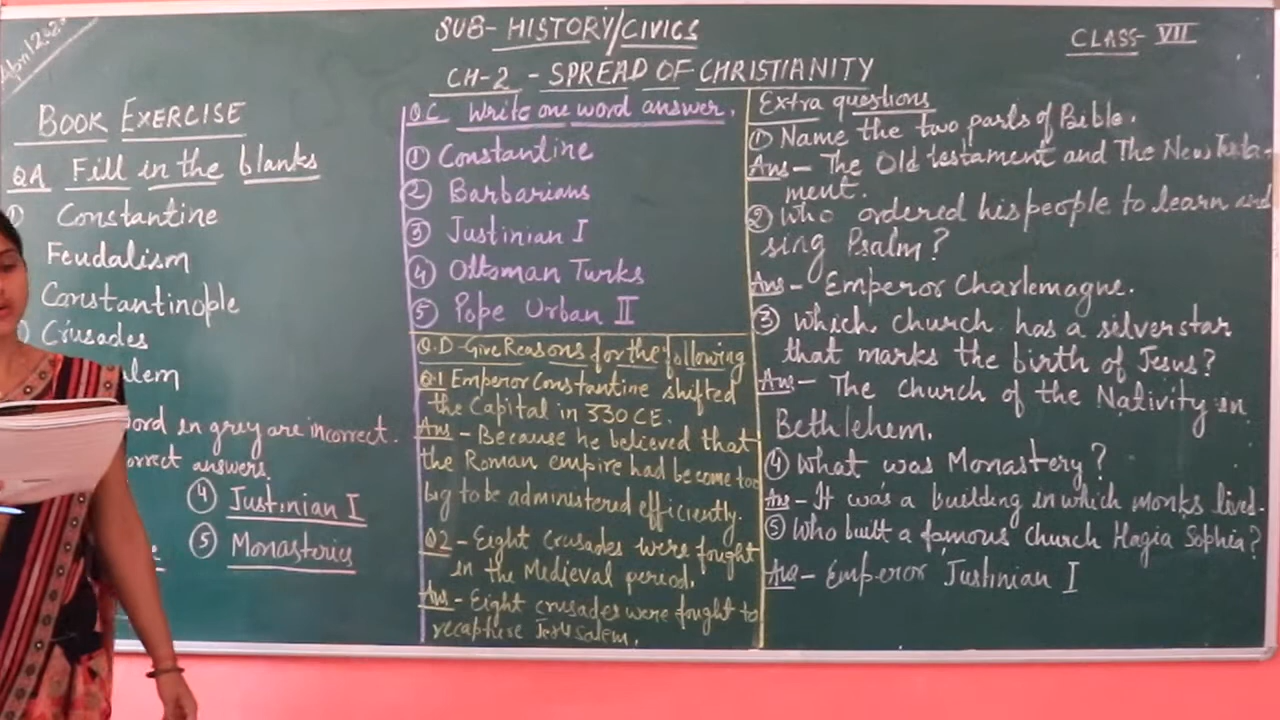 SUB- HISTORY/CIVICS
CLASS- VII
CH-2 - SPREAD OF CHRISTIANITY
BOOK EXERCISE
QA Fill in the blanks
① Constantine
Feudalism
Constantinople
Crusades
word in grey are incorrect.
correct answers.
④ Justinian I
⑤ Monasteries
QC Write one word answer.
① Constantine
② Barbarians
③ Justinian I
④ Ottoman Turks
⑤ Pope Urban II
Q.D- Give Reasons for the following
Q.1 Emperor Constantine shifted
the Capital in 330 CE.
Ans - Because he believed that
the Roman empire had become too
big to be administered efficiently.
Q2 - Eight crusades were fought
in the Medieval period.
Ans - Eight crusades were fought to
recapture Jerusalem.
Extra questions
① Name the two parts of Bible.
Ans - The Old testament and The New Testa-
ment.
② Who ordered his people to learn and
sing Psalm?
Ans - Emperor Charlemagne.
③ Which church has a silver star
that marks the birth of Jesus?
Ans - The church of the Nativity in
Bethlehem.
④ What was Monastery?
Ans - It was a building in which monks lived.
⑤ Who built a famous church Hagia Sophia?
Ans - Emperor Justinian I